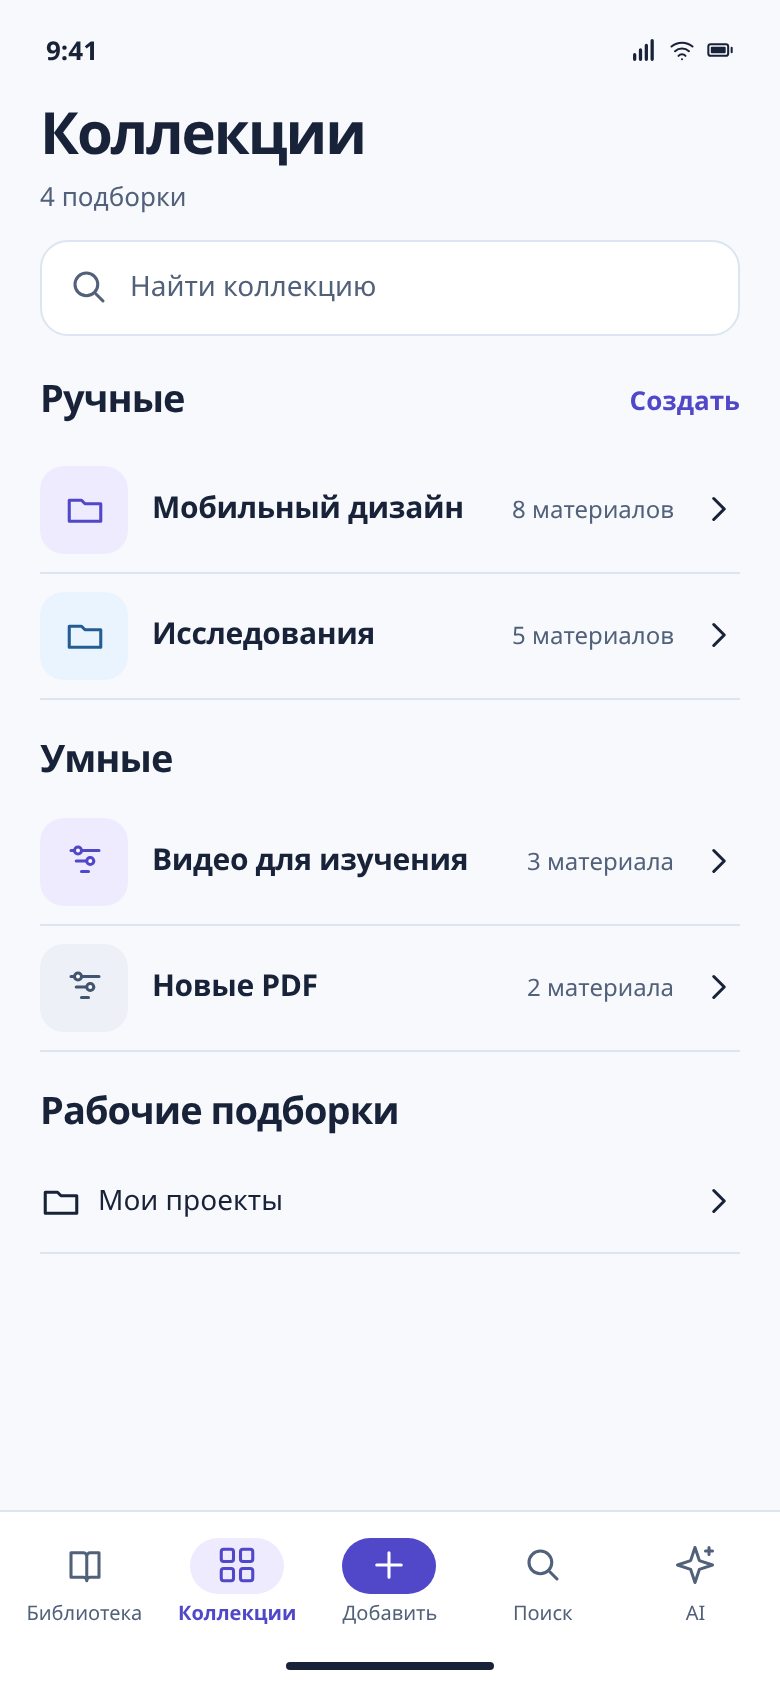 9:41
Коллекции
4 подборки
Найти коллекцию
Ручные
Создать
Мобильный дизайн 8 материалов
Исследования 5 материалов
Умные
Видео для изучения 3 материала
Новые PDF 2 материала
Рабочие подборки
Мои проекты
Библиотека Коллекции Добавить Поиск AI